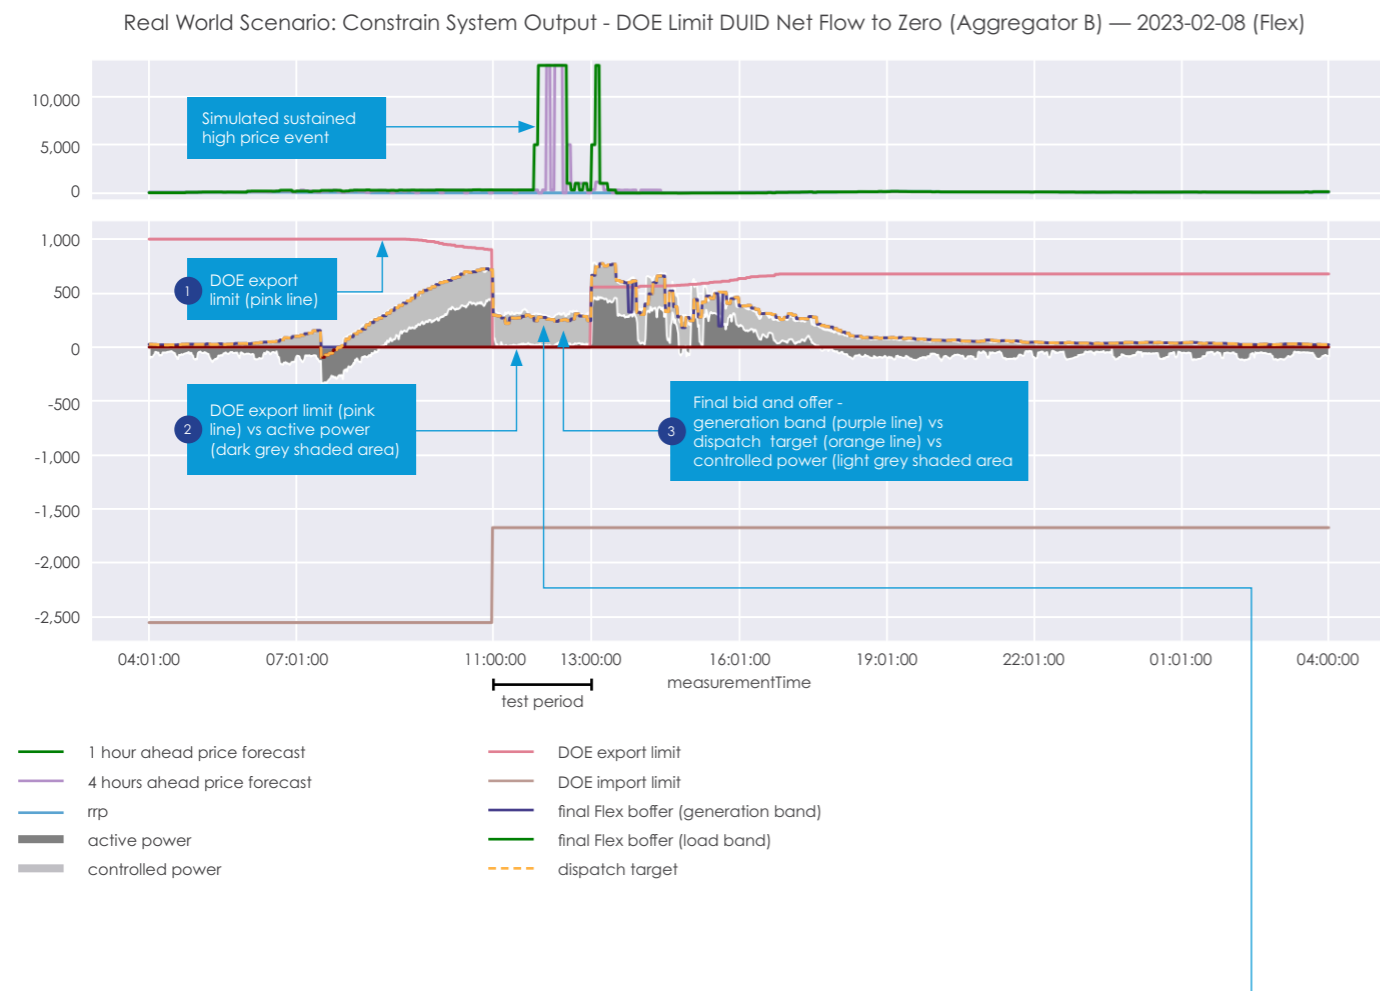 Real World Scenario: Constrain System Output - DOE Limit DUID Net Flow to Zero (Aggregator B) — 2023-02-08 (Flex)
10,000
5,000
0
Simulated sustained
high price event
1,000
500
0
-500
-1,000
-1,500
-2,000
-2,500
1
DOE export
limit (pink line)
2
DOE export limit (pink
line) vs active power
(dark grey shaded area)
3
Final bid and offer -
generation band (purple line) vs
dispatch target (orange line) vs
controlled power (light grey shaded area
04:01:00
07:01:00
11:00:00
13:00:00
16:01:00
19:01:00
22:01:00
01:01:00
04:00:00
measurementTime
test period
1 hour ahead price forecast
4 hours ahead price forecast
rrp
active power
controlled power
DOE export limit
DOE import limit
final Flex boffer (generation band)
final Flex boffer (load band)
dispatch target